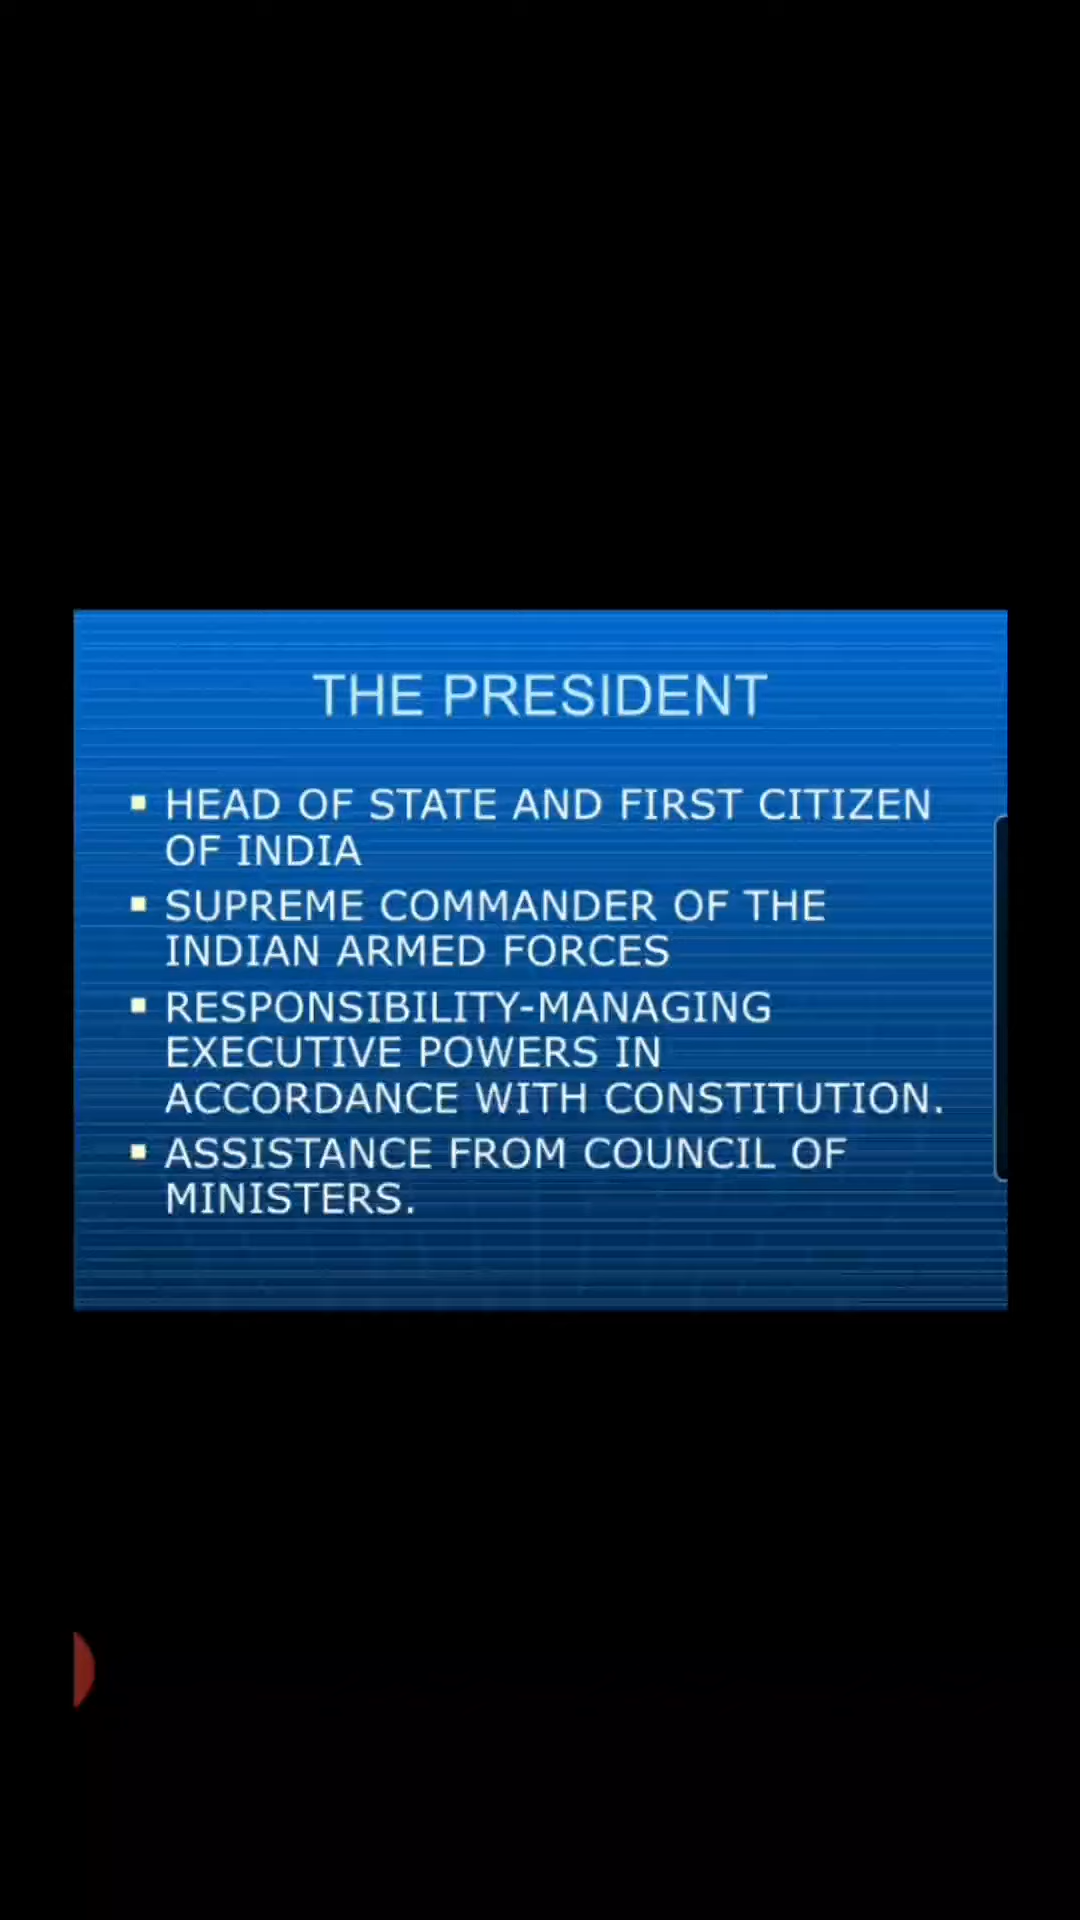 THE PRESIDENT
▪ HEAD OF STATE AND FIRST CITIZEN
OF INDIA
▪ SUPREME COMMANDER OF THE
INDIAN ARMED FORCES
▪ RESPONSIBILITY-MANAGING
EXECUTIVE POWERS IN
ACCORDANCE WITH CONSTITUTION.
▪ ASSISTANCE FROM COUNCIL OF
MINISTERS.